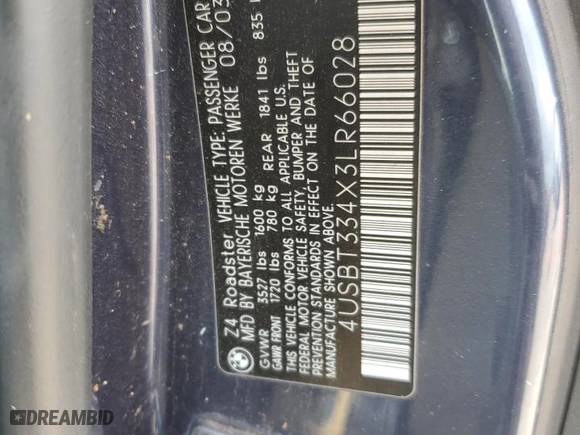 Z4 Roadster VEHICLE TYPE: PASSENGER CAR
MFD BY BAYERISCHE MOTOREN WERKE 08/03
GVWR 3527 lbs 1600 kg
GAWR FRONT 1720 lbs 780 kg REAR 1841 lbs 835
THIS VEHICLE CONFORMS TO ALL APPLICABLE U.S.
FEDERAL MOTOR VEHICLE SAFETY, BUMPER AND THEFT
PREVENTION STANDARDS IN EFFECT ON THE DATE OF
MANUFACTURE SHOWN ABOVE.
4USBT334X3LR66028
DREAMBID